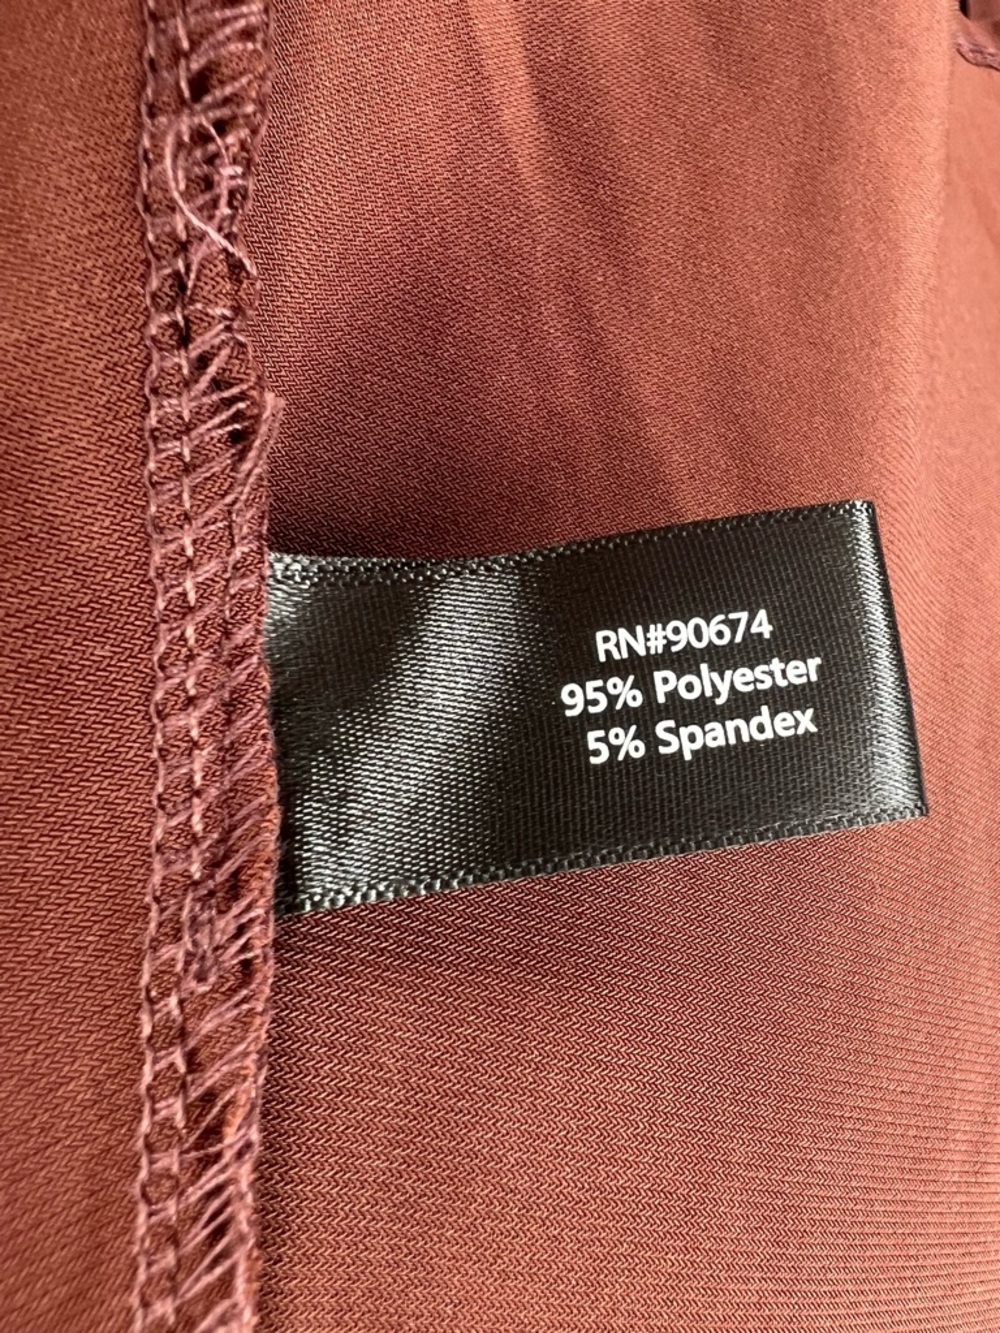 RN#90674
95% Polyester
5% Spandex